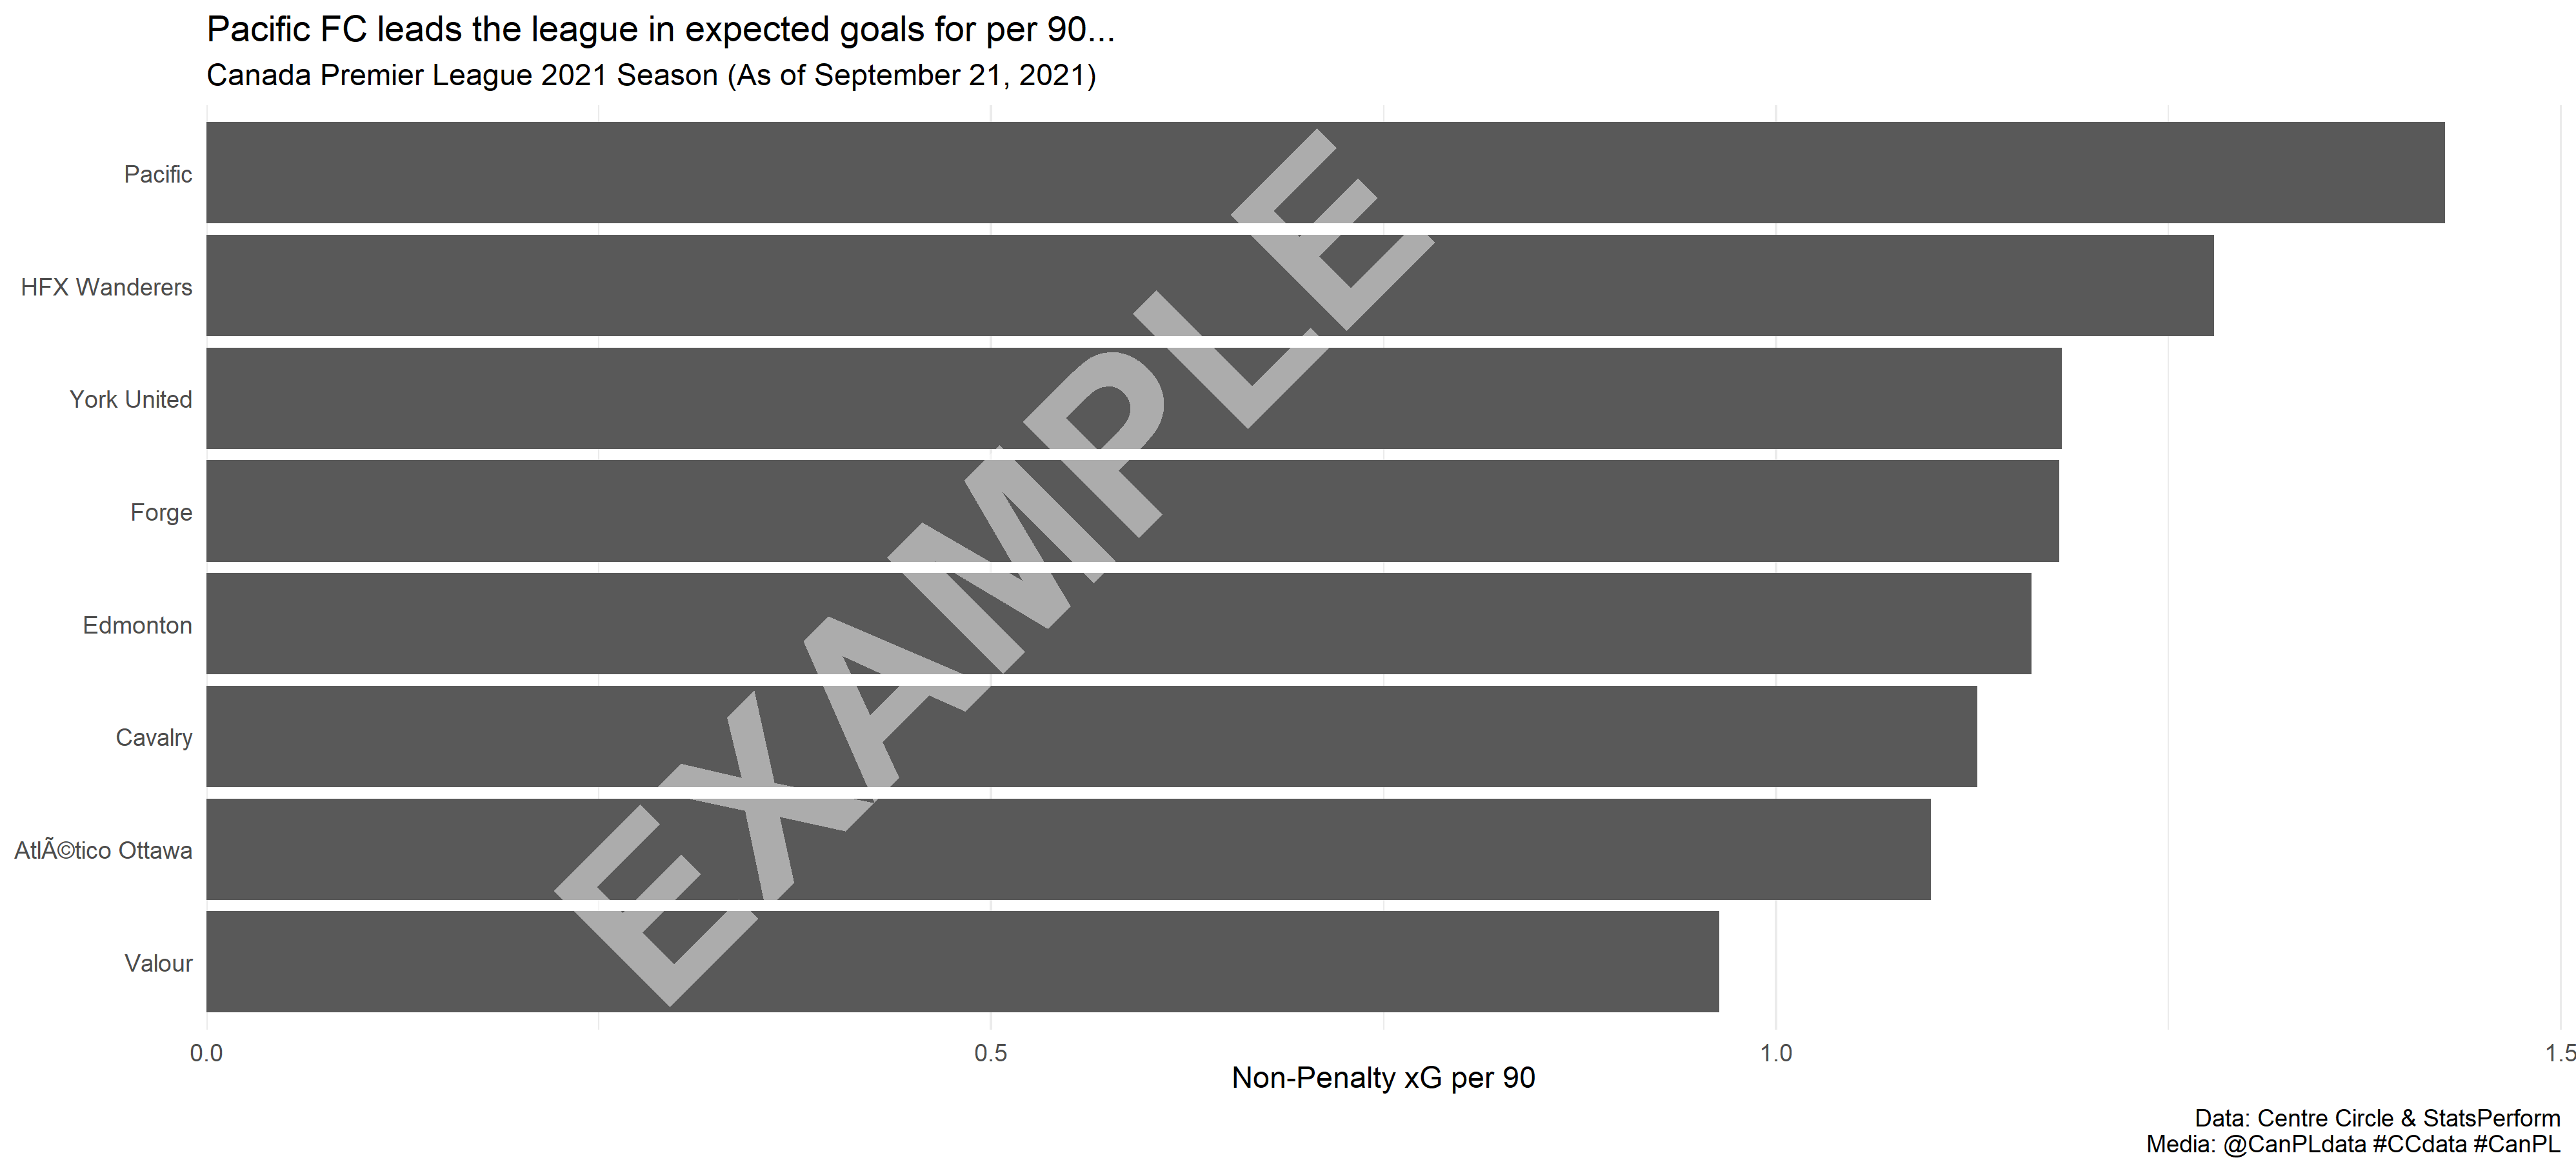 Pacific FC leads the league in expected goals for per 90...
Canada Premier League 2021 Season (As of September 21, 2021)
Pacific
HFX Wanderers
York United
Forge
Edmonton
Cavalry
AtlÃ©tico Ottawa
Valour
EXAMPLE
0.0 0.5 1.0 1.5
Non-Penalty xG per 90
Data: Centre Circle & StatsPerform
Media: @CanPLdata #CCdata #CanPL